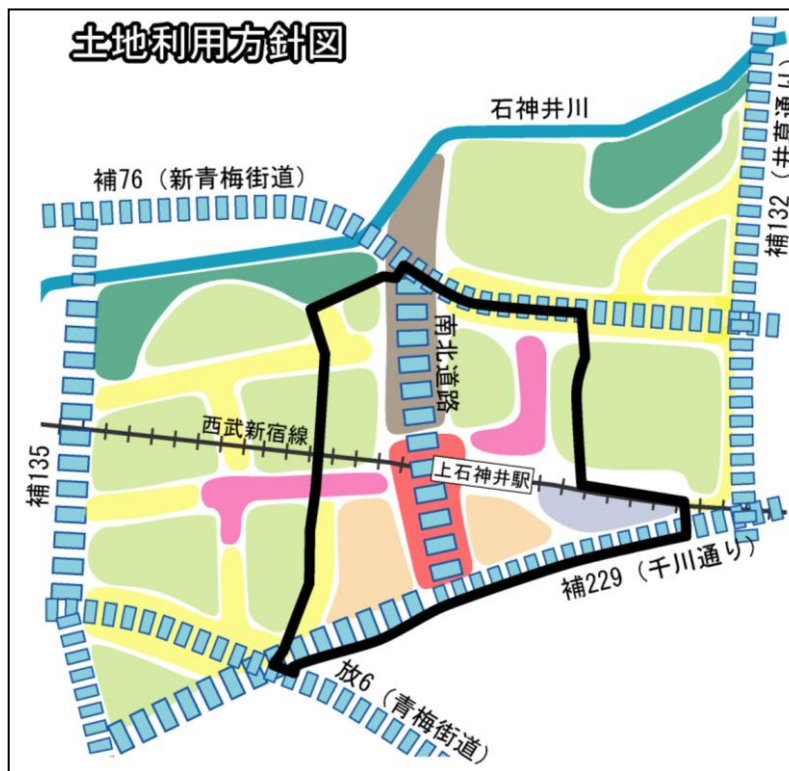 土地利用方針図
石神井川
補76（新青梅街道）
補132（井草通り）
南北道路
西武新宿線
上石神井駅
補135
補229（千川通り）
放6（青梅街道）